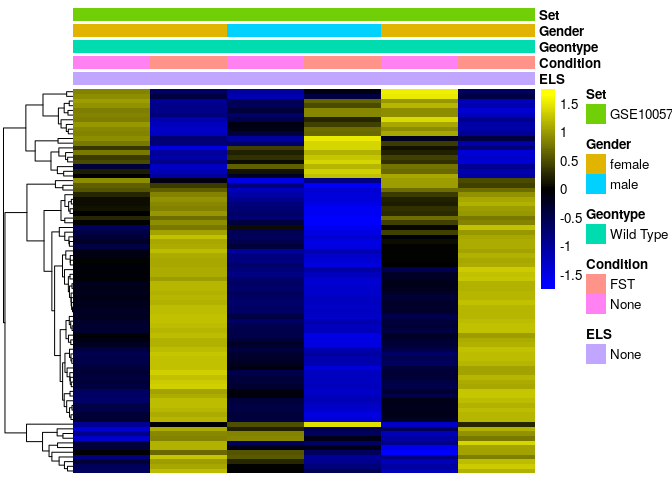 Set
Gender
Geontype
Condition
ELS
1.5
1
0.5
0
-0.5
-1
-1.5
Set
GSE10057
Gender
female
male
Geontype
Wild Type
Condition
FST
None
ELS
None